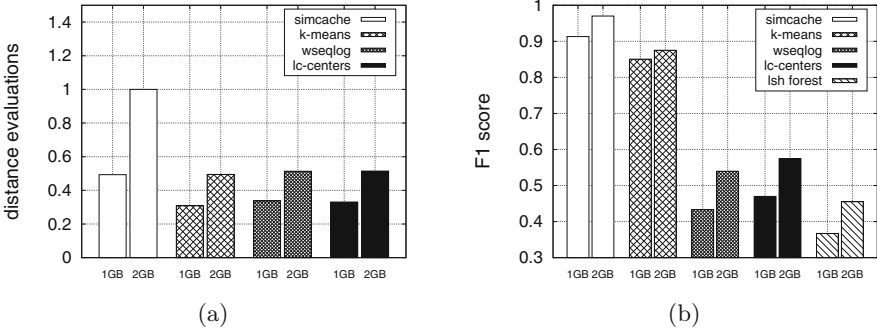 distance evaluations
1.4
1.2
1
0.8
0.6
0.4
0.2
0
simcache
k-means
wseqlog
lc-centers
1GB 2GB 1GB 2GB 1GB 2GB 1GB 2GB
(a)
F1 score
1
0.9
0.8
0.7
0.6
0.5
0.4
0.3
simcache
k-means
wseqlog
lc-centers
lsh forest
1GB 2GB 1GB 2GB 1GB 2GB 1GB 2GB 1GB 2GB
(b)